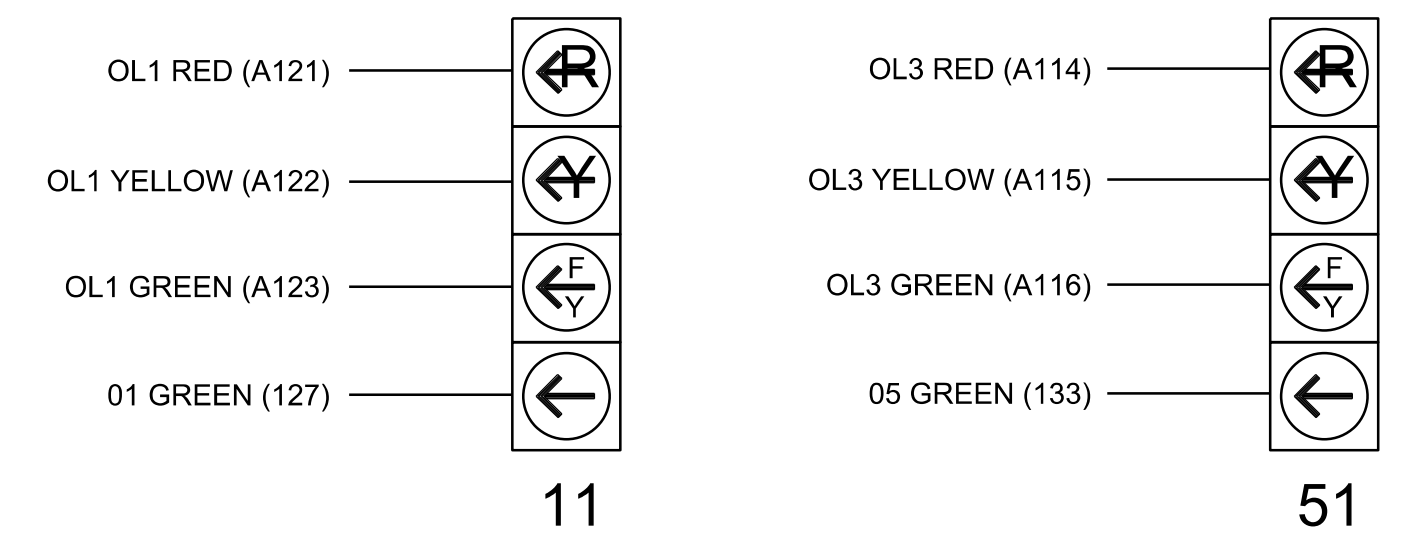 OL1 RED (A121)
R
OL1 YELLOW (A122)
Y
OL1 GREEN (A123)
F
Y
01 GREEN (127)
11
OL3 RED (A114)
R
OL3 YELLOW (A115)
Y
OL3 GREEN (A116)
F
Y
05 GREEN (133)
51